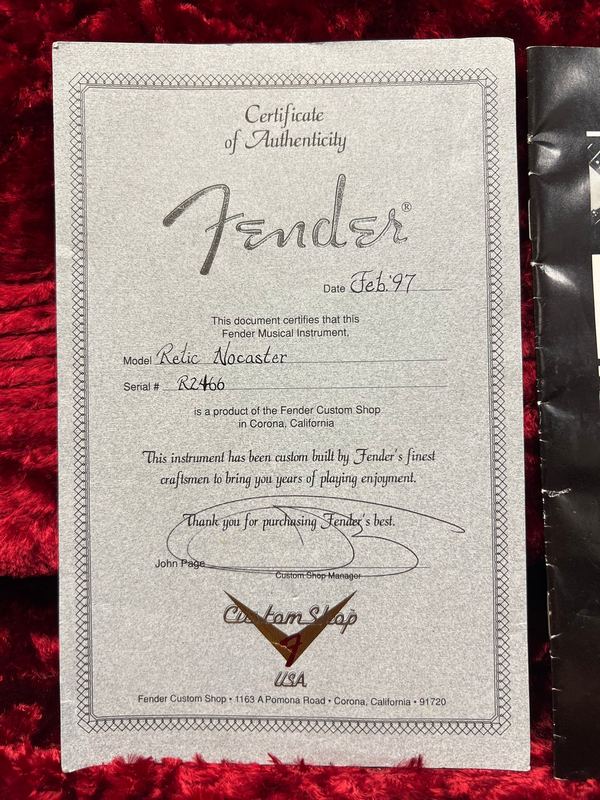 Certificate
of Authenticity
Fender®
Date Feb.'97
This document certifies that this
Fender Musical Instrument,
Model Relic Nocaster
Serial # R2466
is a product of the Fender Custom Shop
in Corona, California
This instrument has been custom built by Fender's finest
craftsmen to bring you years of playing enjoyment.
Thank you for purchasing Fender's best.
John Page
Custom Shop Manager
Custom Shop
F
USA
Fender Custom Shop • 1163 A Pomona Road • Corona, California • 91720